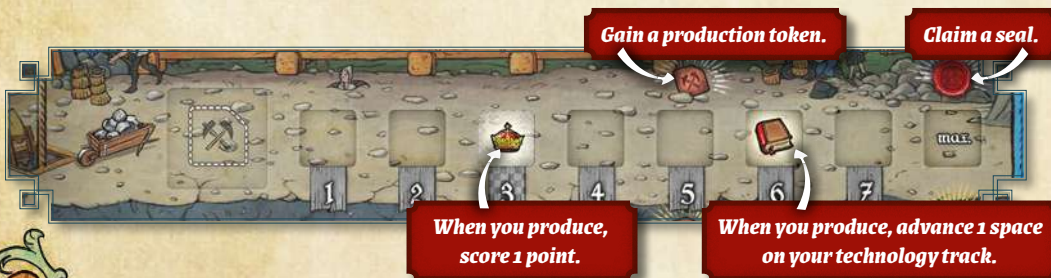 Gain a production token.
Claim a seal.
max.
1 2 3 4 5 6 7
When you produce,
score 1 point.
When you produce, advance 1 space
on your technology track.